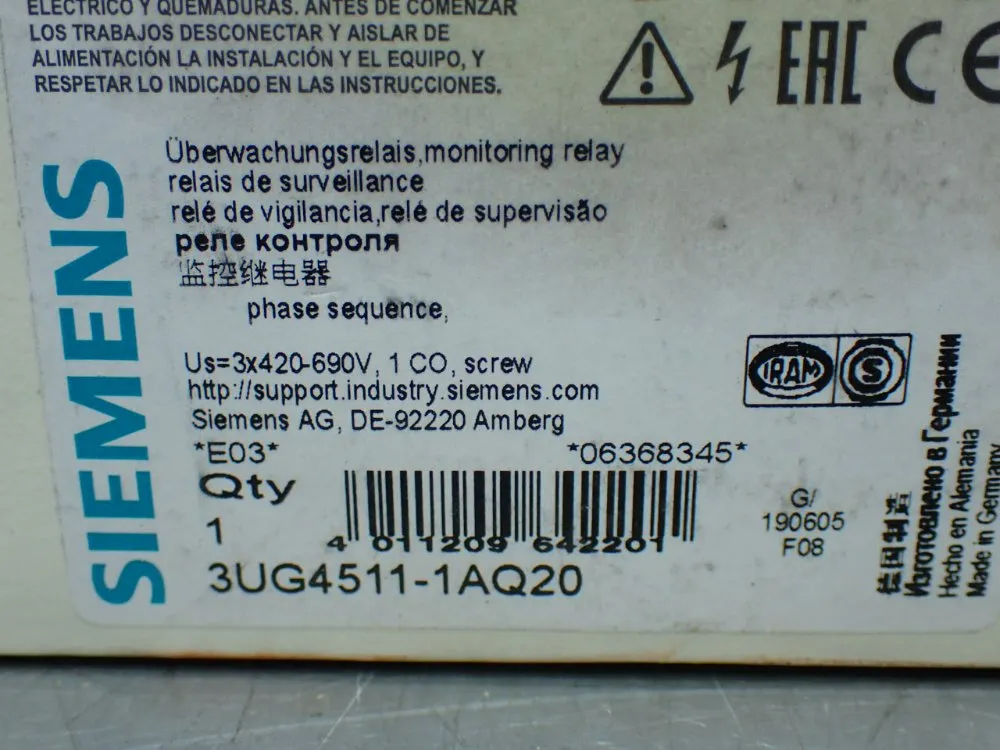 ELÉCTRICO Y QUEMADURAS. ANTES DE COMENZAR
LOS TRABAJOS DESCONECTAR Y AISLAR DE
ALIMENTACIÓN LA INSTALACIÓN Y EL EQUIPO, Y
RESPETAR LO INDICADO EN LAS INSTRUCCIONES.
EAC CE
SIEMENS
Überwachungsrelais,monitoring relay
relais de surveillance
relé de vigilancia,relé de supervisão
реле контроля
监控继电器
phase sequence,
Us=3x420-690V, 1 CO, screw
http://support.industry.siemens.com
Siemens AG, DE-92220 Amberg
*E03* *06368345*
Qty
1
4 011209 642201
3UG4511-1AQ20
IRAM S
G/
190605
F08
德国制造
Изготовлено в Германии
Hecho en Alemania
Made in Germany